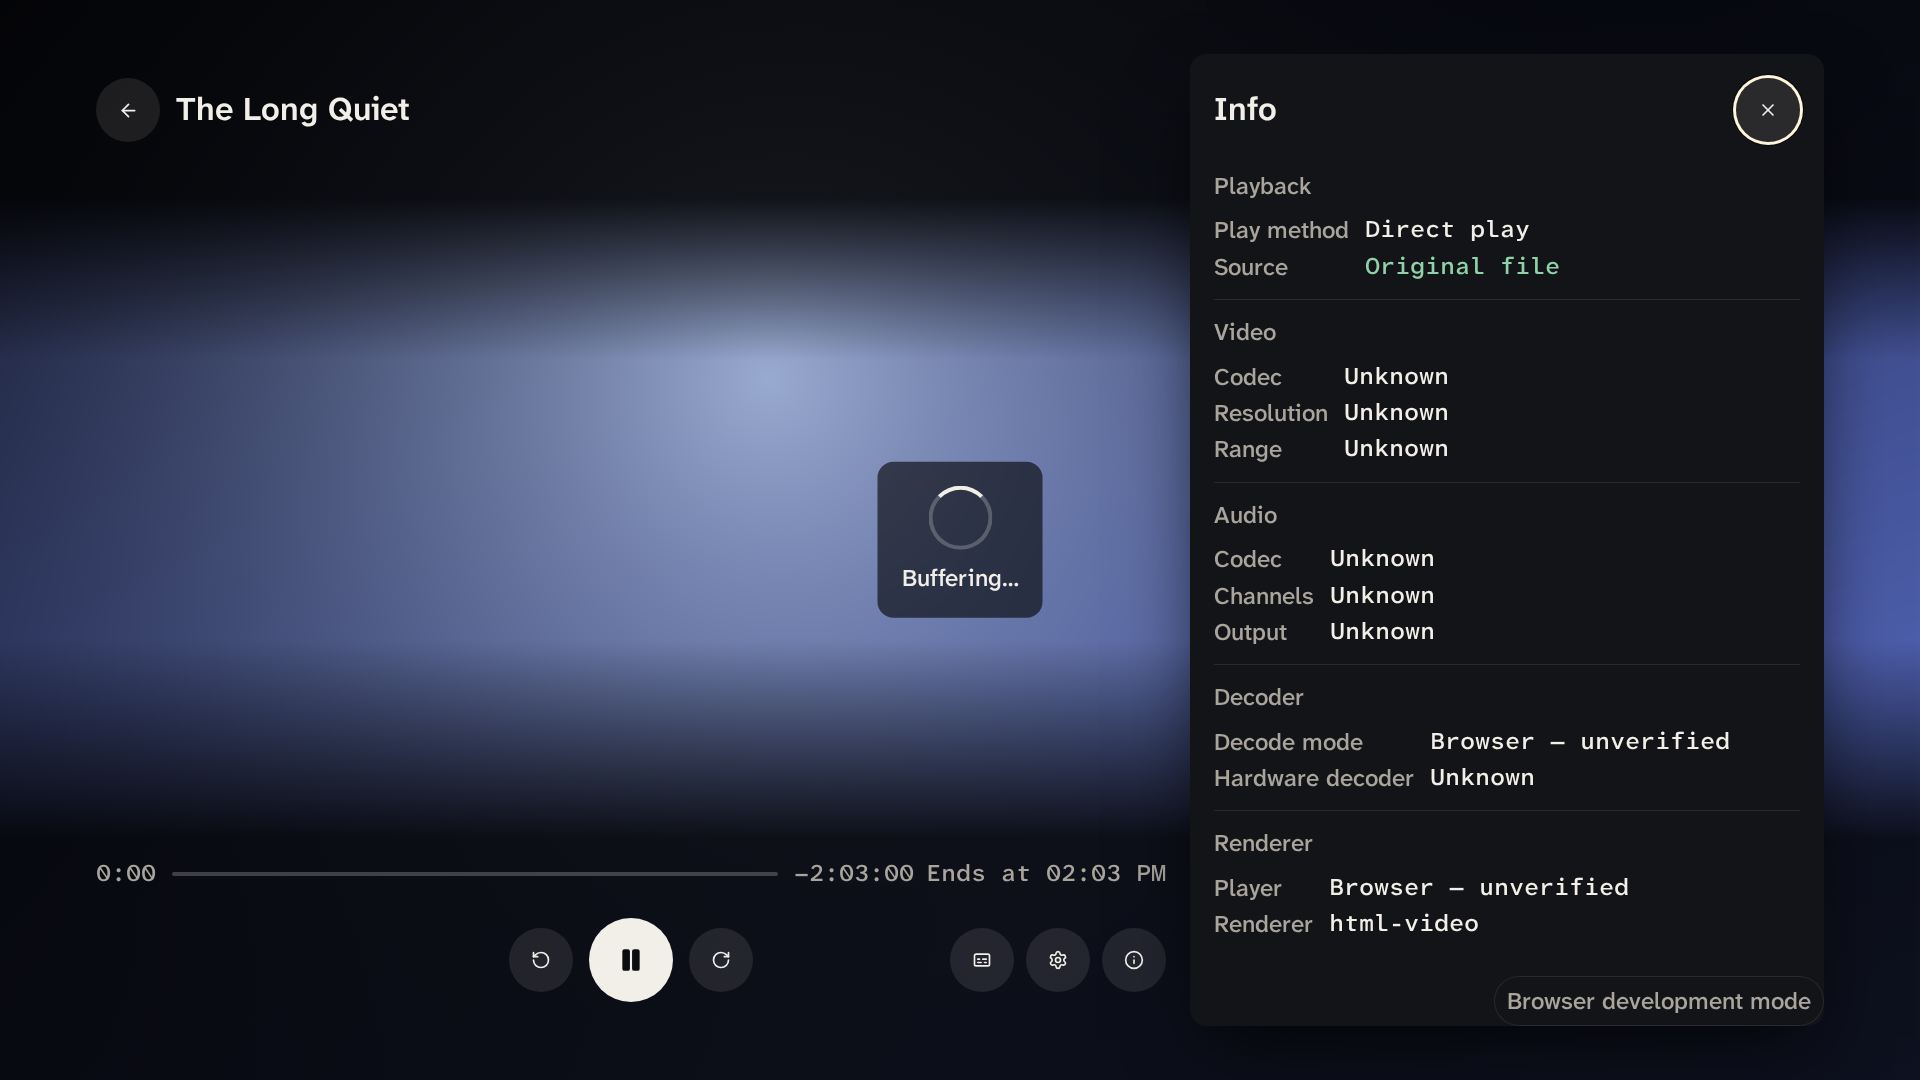 The Long Quiet
Info
Playback
Play method Direct play
Source Original file
Video
Codec Unknown
Resolution Unknown
Range Unknown
Audio
Codec Unknown
Channels Unknown
Output Unknown
Decoder
Decode mode Browser — unverified
Hardware decoder Unknown
Renderer
Player Browser — unverified
Renderer html-video
Browser development mode
Buffering…
0:00 −2:03:00 Ends at 02:03 PM